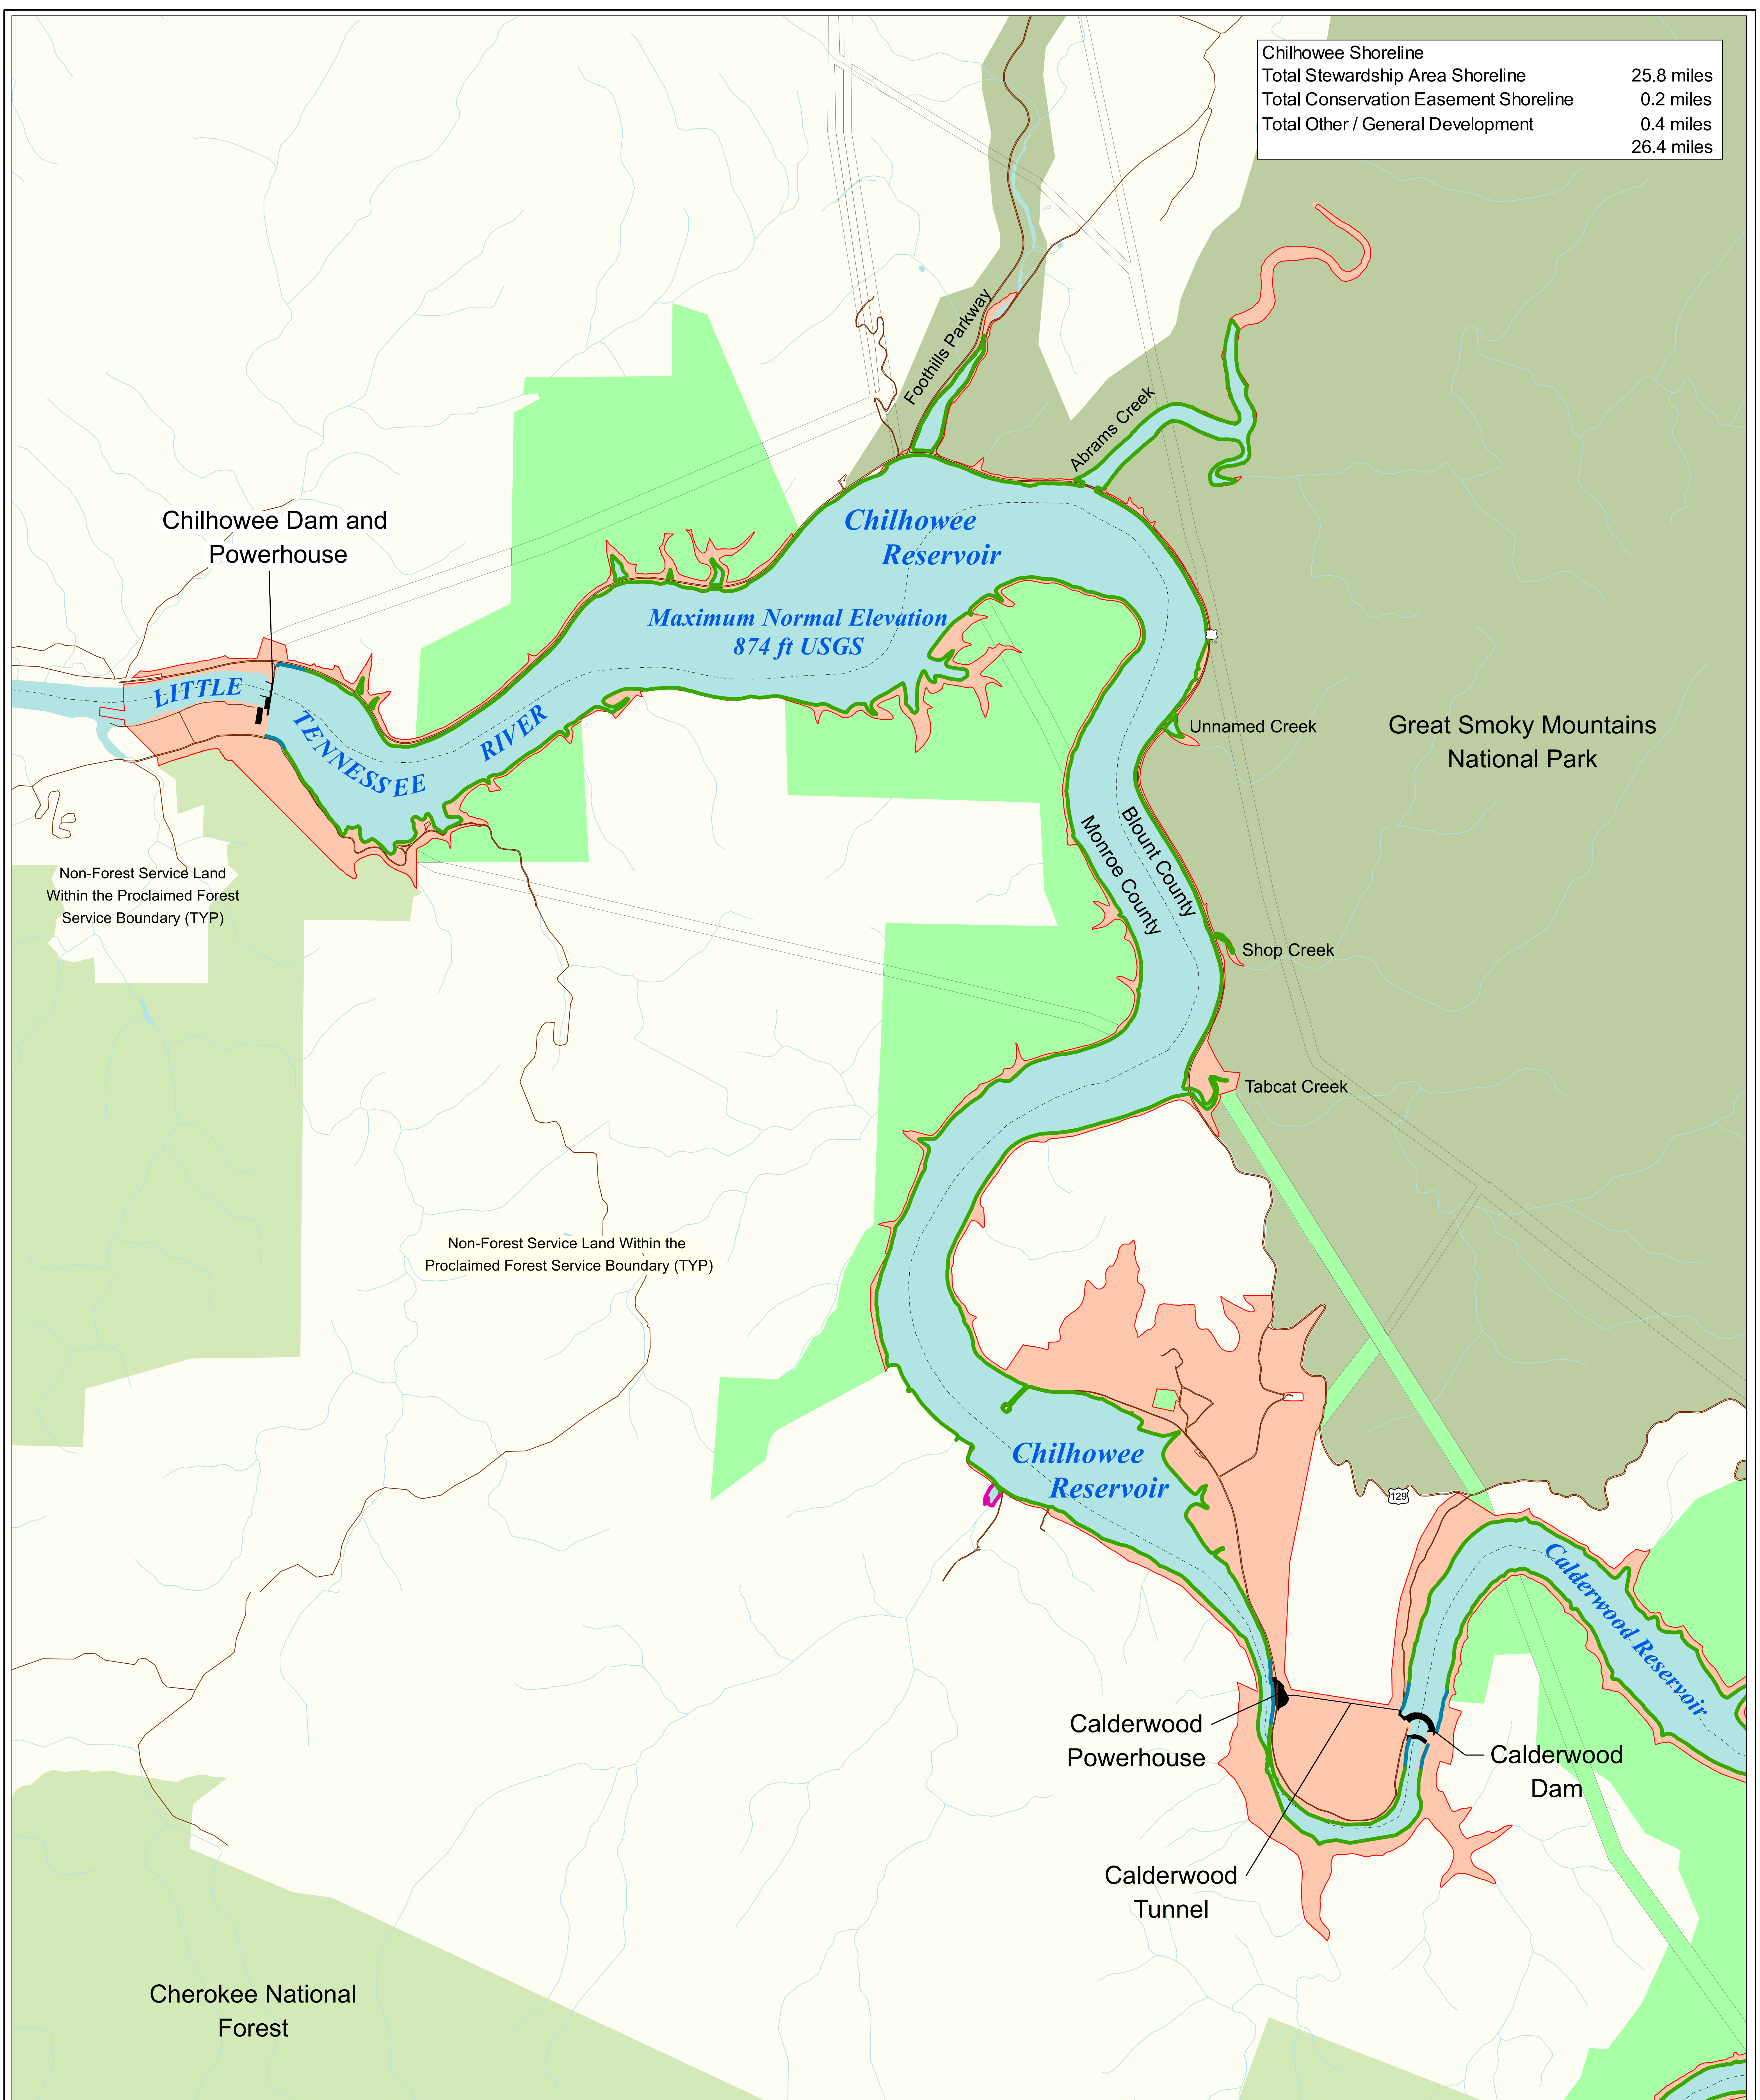 Chilhowee Shoreline
Total Stewardship Area Shoreline 25.8 miles
Total Conservation Easement Shoreline 0.2 miles
Total Other / General Development 0.4 miles
26.4 miles
Foothills Parkway
Abrams Creek
Chilhowee Dam and
Powerhouse
Chilhowee
Reservoir
Maximum Normal Elevation
874 ft USGS
LITTLE
TENNESSEE
RIVER
Unnamed Creek
Great Smoky Mountains
National Park
Monroe County
Blount County
Non-Forest Service Land
Within the Proclaimed Forest
Service Boundary (TYP)
Shop Creek
Tabcat Creek
Non-Forest Service Land Within the
Proclaimed Forest Service Boundary (TYP)
Chilhowee
Reservoir
129
Calderwood Reservoir
Calderwood
Powerhouse
Calderwood
Dam
Calderwood
Tunnel
Cherokee National
Forest